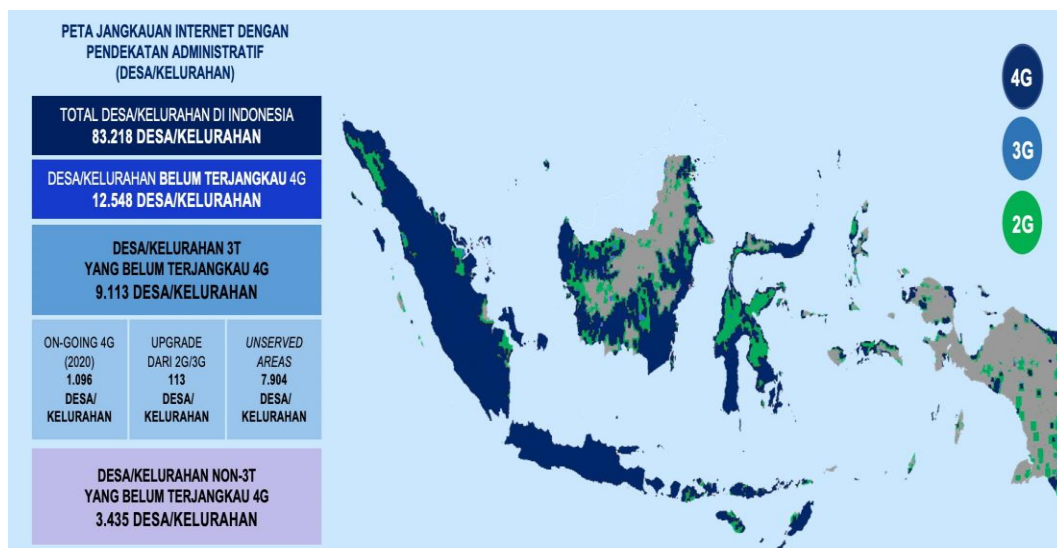 PETA JANGKAUAN INTERNET DENGAN
PENDEKATAN ADMINISTRATIF
(DESA/KELURAHAN)
TOTAL DESA/KELURAHAN DI INDONESIA
83.218 DESA/KELURAHAN
DESA/KELURAHAN BELUM TERJANGKAU 4G
12.548 DESA/KELURAHAN
DESA/KELURAHAN 3T
YANG BELUM TERJANGKAU 4G
9.113 DESA/KELURAHAN
ON-GOING 4G
(2020)
1.096
DESA/
KELURAHAN
UPGRADE
DARI 2G/3G
113
DESA/
KELURAHAN
UNSERVED
AREAS
7.904
DESA/
KELURAHAN
DESA/KELURAHAN NON-3T
YANG BELUM TERJANGKAU 4G
3.435 DESA/KELURAHAN
4G
3G
2G